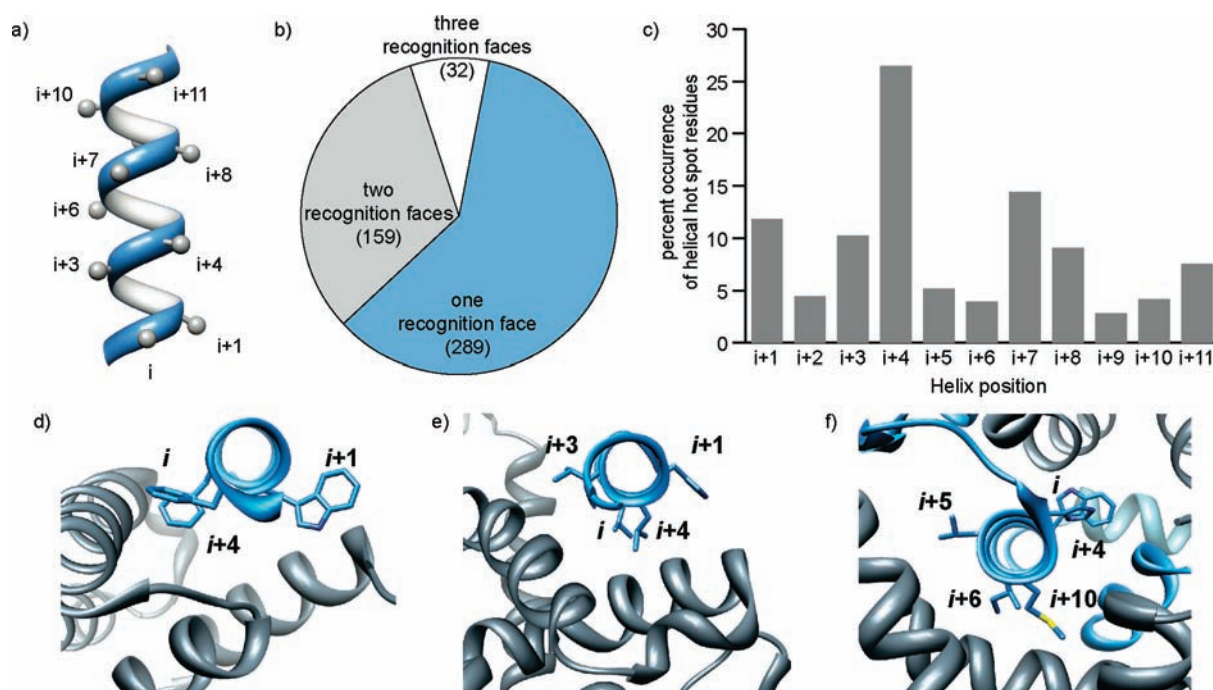 a)
i+10
i+11
i+7
i+8
i+6
i+3
i+4
i+1
i
b)
three
recognition faces
(32)
two
recognition faces
(159)
one
recognition face
(289)
c)
percent occurrence
of helical hot spot residues
30
25
20
15
10
5
0
i+1 i+2 i+3 i+4 i+5 i+6 i+7 i+8 i+9 i+10 i+11
Helix position
d)
i
i+1
i+4
e)
i+3
i+1
i
i+4
f)
i
i+5
i+4
i+6
i+10